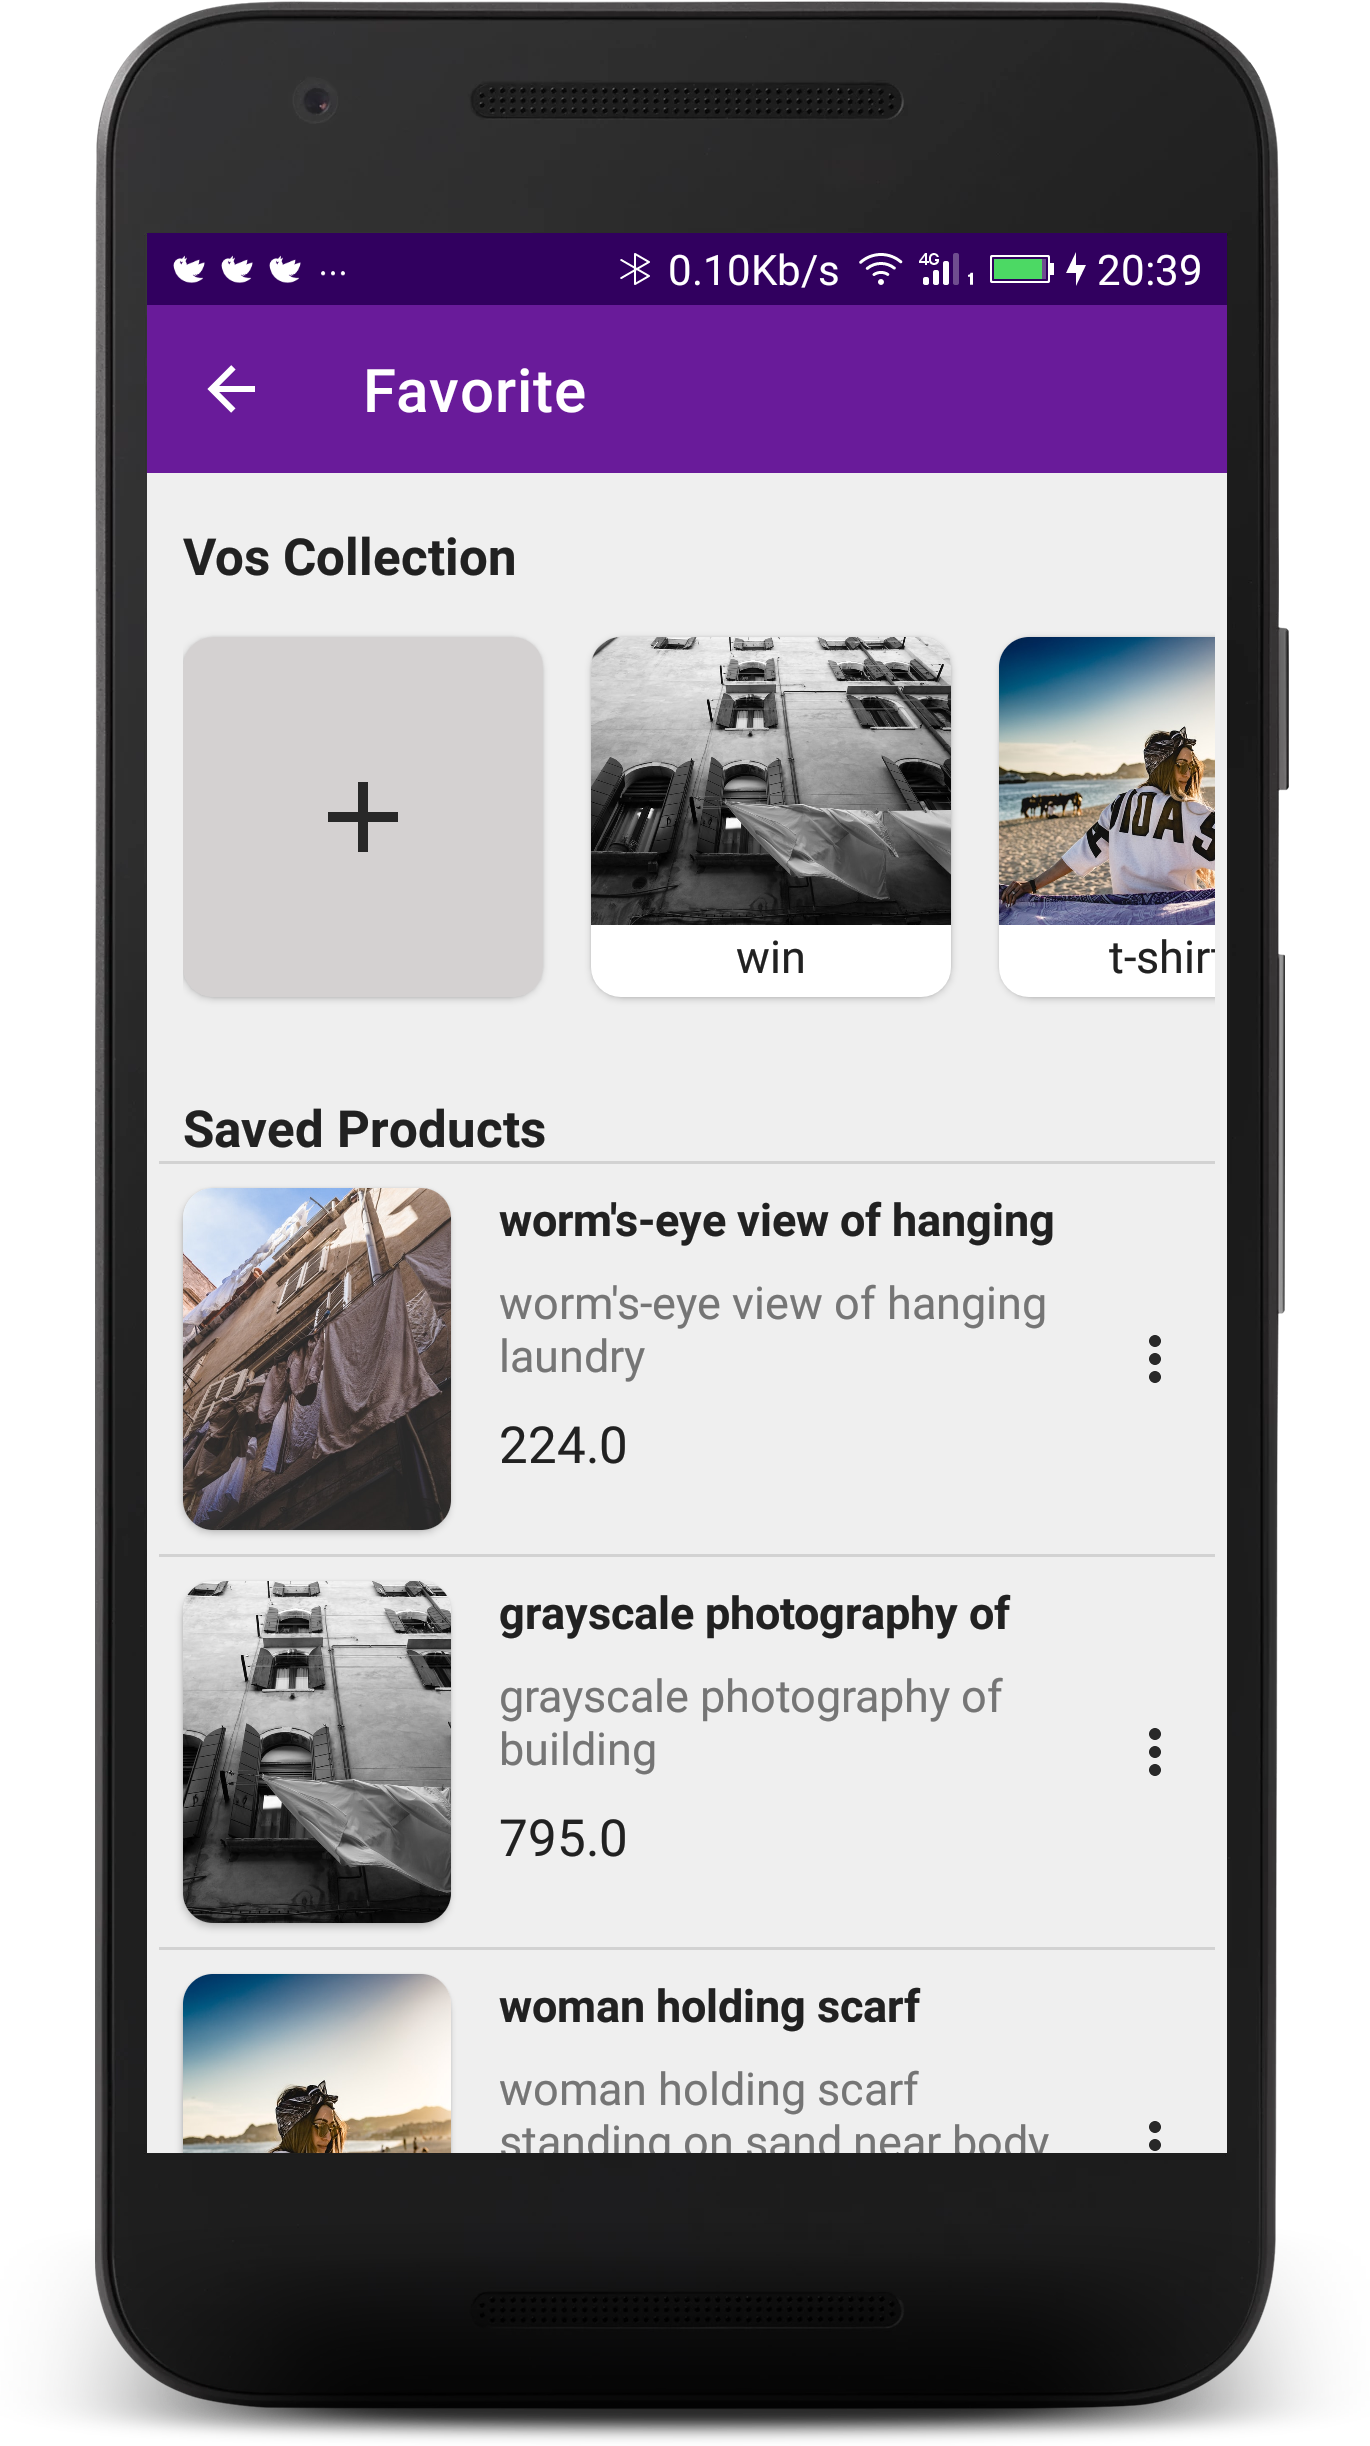 0.10Kb/s 4G 1 20:39
Favorite
Vos Collection
win
t-shir
Saved Products
worm's-eye view of hanging
worm's-eye view of hanging
laundry
224.0
grayscale photography of
grayscale photography of
building
795.0
woman holding scarf
woman holding scarf
standing on sand near body